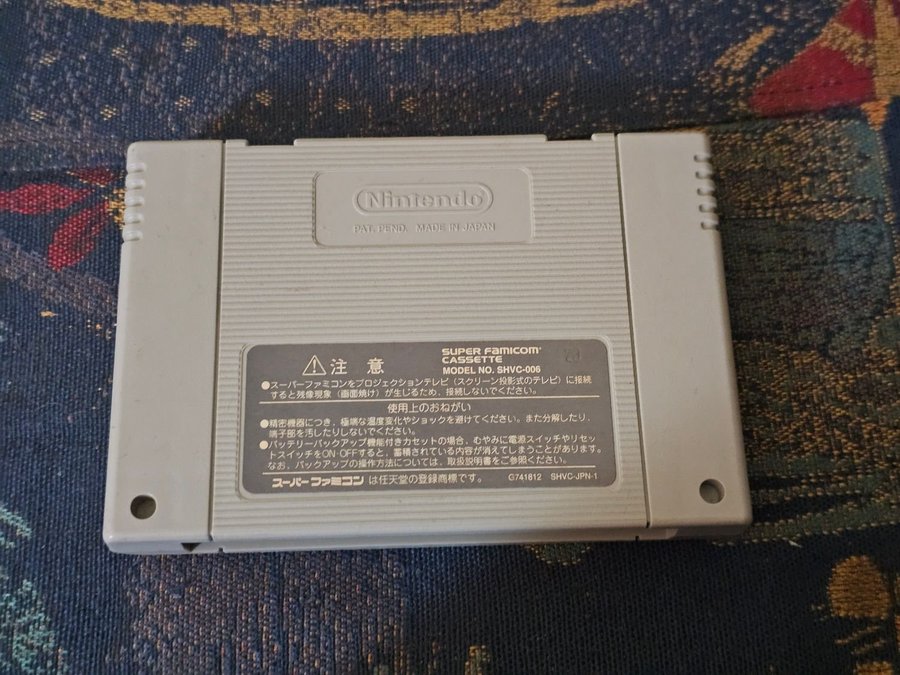 Nintendo
PAT. PEND. MADE IN JAPAN
注意
SUPER FAMICOM
CASSETTE
MODEL NO. SHVC-006
●スーパーファミコンをプロジェクションテレビ(スクリーン投影式のテレビ)に接続
すると残像現象(画面焼け)が生じるため、接続しないでください。
使用上のおねがい
●精密機器につき、極端な温度変化やショックを避けてください。また分解したり、
端子部を汚したりしないでください。
●バッテリーバックアップ機能付きカセットの場合、むやみに電源スイッチやリセッ
トスイッチをON・OFFすると、蓄積されている内容が消えてしまうことがあります。
なお、バックアップの操作方法については、取扱説明書をご参照ください。
スーパーファミコンは任天堂の登録商標です。 G741812 SHVC-JPN-1